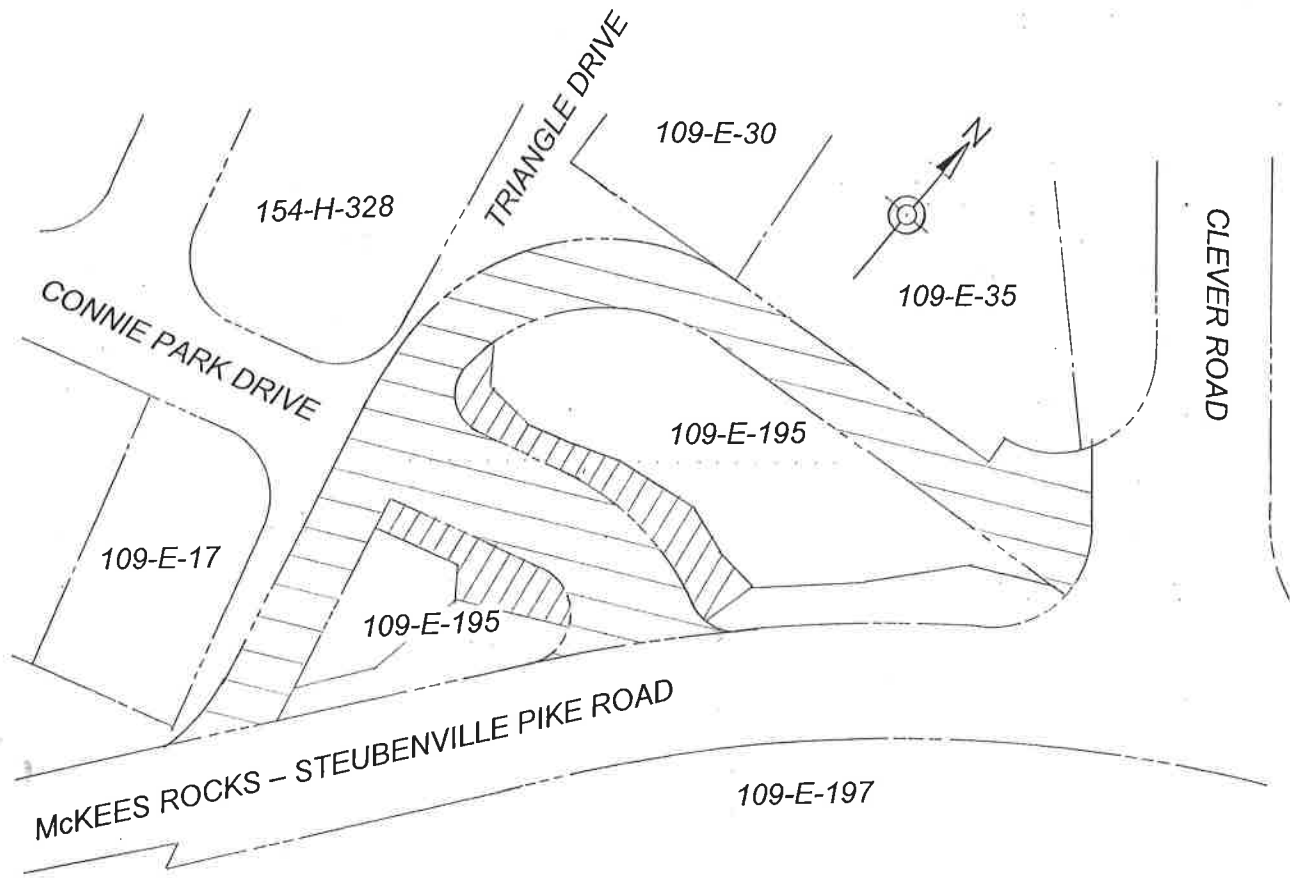 TRIANGLE DRIVE
109-E-30
N
154-H-328
CLEVER ROAD
109-E-35
CONNIE PARK DRIVE
109-E-195
109-E-17
109-E-195
McKEES ROCKS – STEUBENVILLE PIKE ROAD
109-E-197